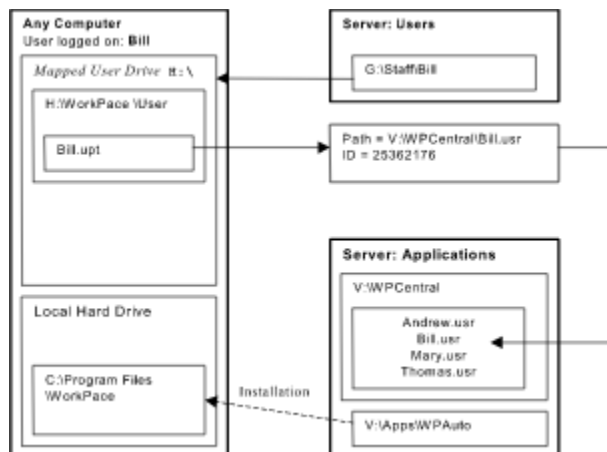 Any Computer
User logged on: Bill
Mapped User Drive H:\
H:\WorkPace \User
Bill.upt
Local Hard Drive
C:\Program Files
\WorkPace
Installation
Server: Users
G:\Staff\Bill
Path = V:\WPCentral\Bill.usr
ID = 25362176
Server: Applications
V:\WPCentral
Andrew.usr
Bill.usr
Mary.usr
Thomas.usr
V:\Apps\WPAuto